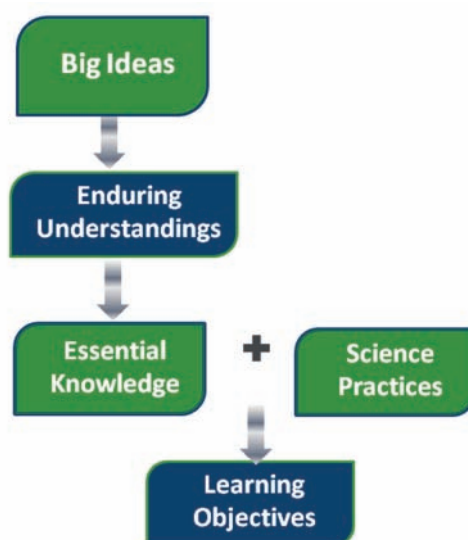 Big Ideas
Enduring
Understandings
Essential
Knowledge
+
Science
Practices
Learning
Objectives